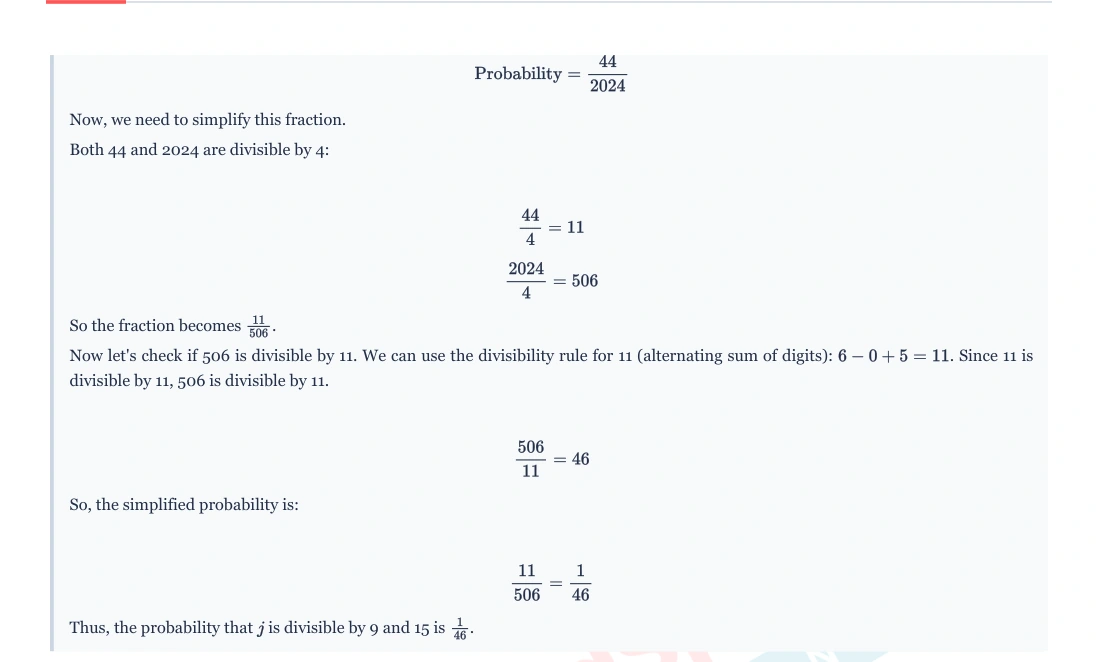 Probability = 44/2024
Now, we need to simplify this fraction.
Both 44 and 2024 are divisible by 4:
44/4 = 11
2024/4 = 506
So the fraction becomes 11/506.
Now let's check if 506 is divisible by 11. We can use the divisibility rule for 11 (alternating sum of digits): 6 − 0 + 5 = 11. Since 11 is
divisible by 11, 506 is divisible by 11.
506/11 = 46
So, the simplified probability is:
11/506 = 1/46
Thus, the probability that j is divisible by 9 and 15 is 1/46.